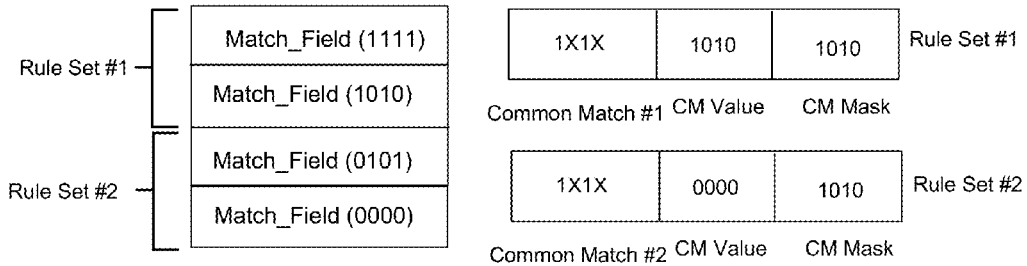 Rule Set #1
Match_Field (1111)
Match_Field (1010)
Rule Set #2
Match_Field (0101)
Match_Field (0000)
1X1X 1010 1010 Rule Set #1
Common Match #1 CM Value CM Mask
1X1X 0000 1010 Rule Set #2
Common Match #2 CM Value CM Mask